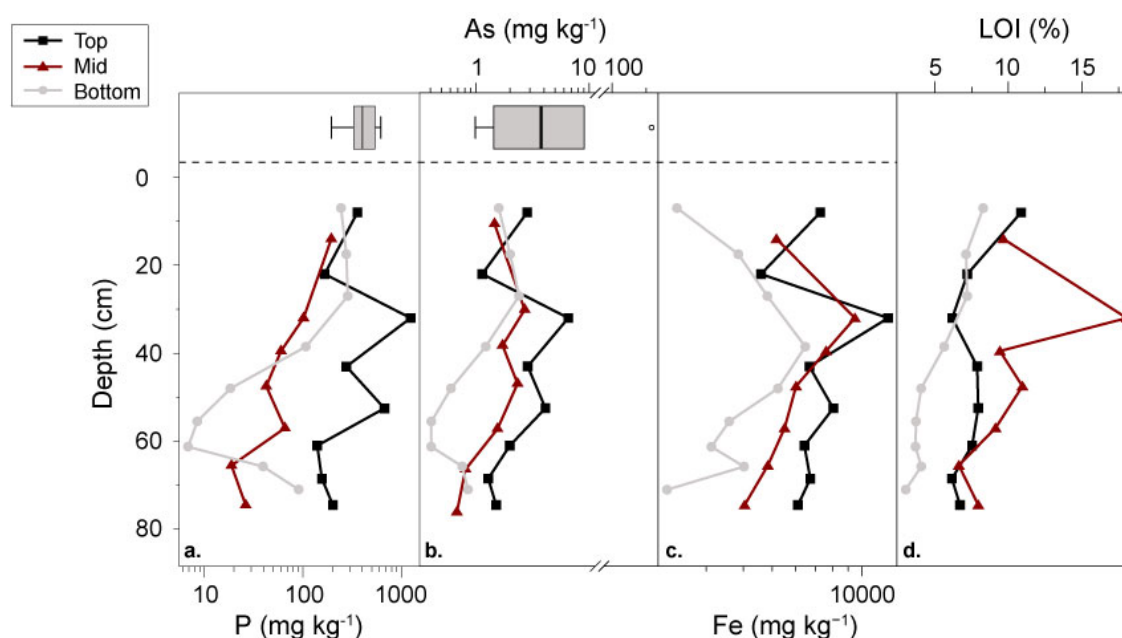 As (mg kg⁻¹)
LOI (%)
Top
Mid
Bottom
1 10 100
5 10 15
0
20
40
60
80
Depth (cm)
a. b. c. d.
10 100 1000
10000
P (mg kg⁻¹)
Fe (mg kg⁻¹)